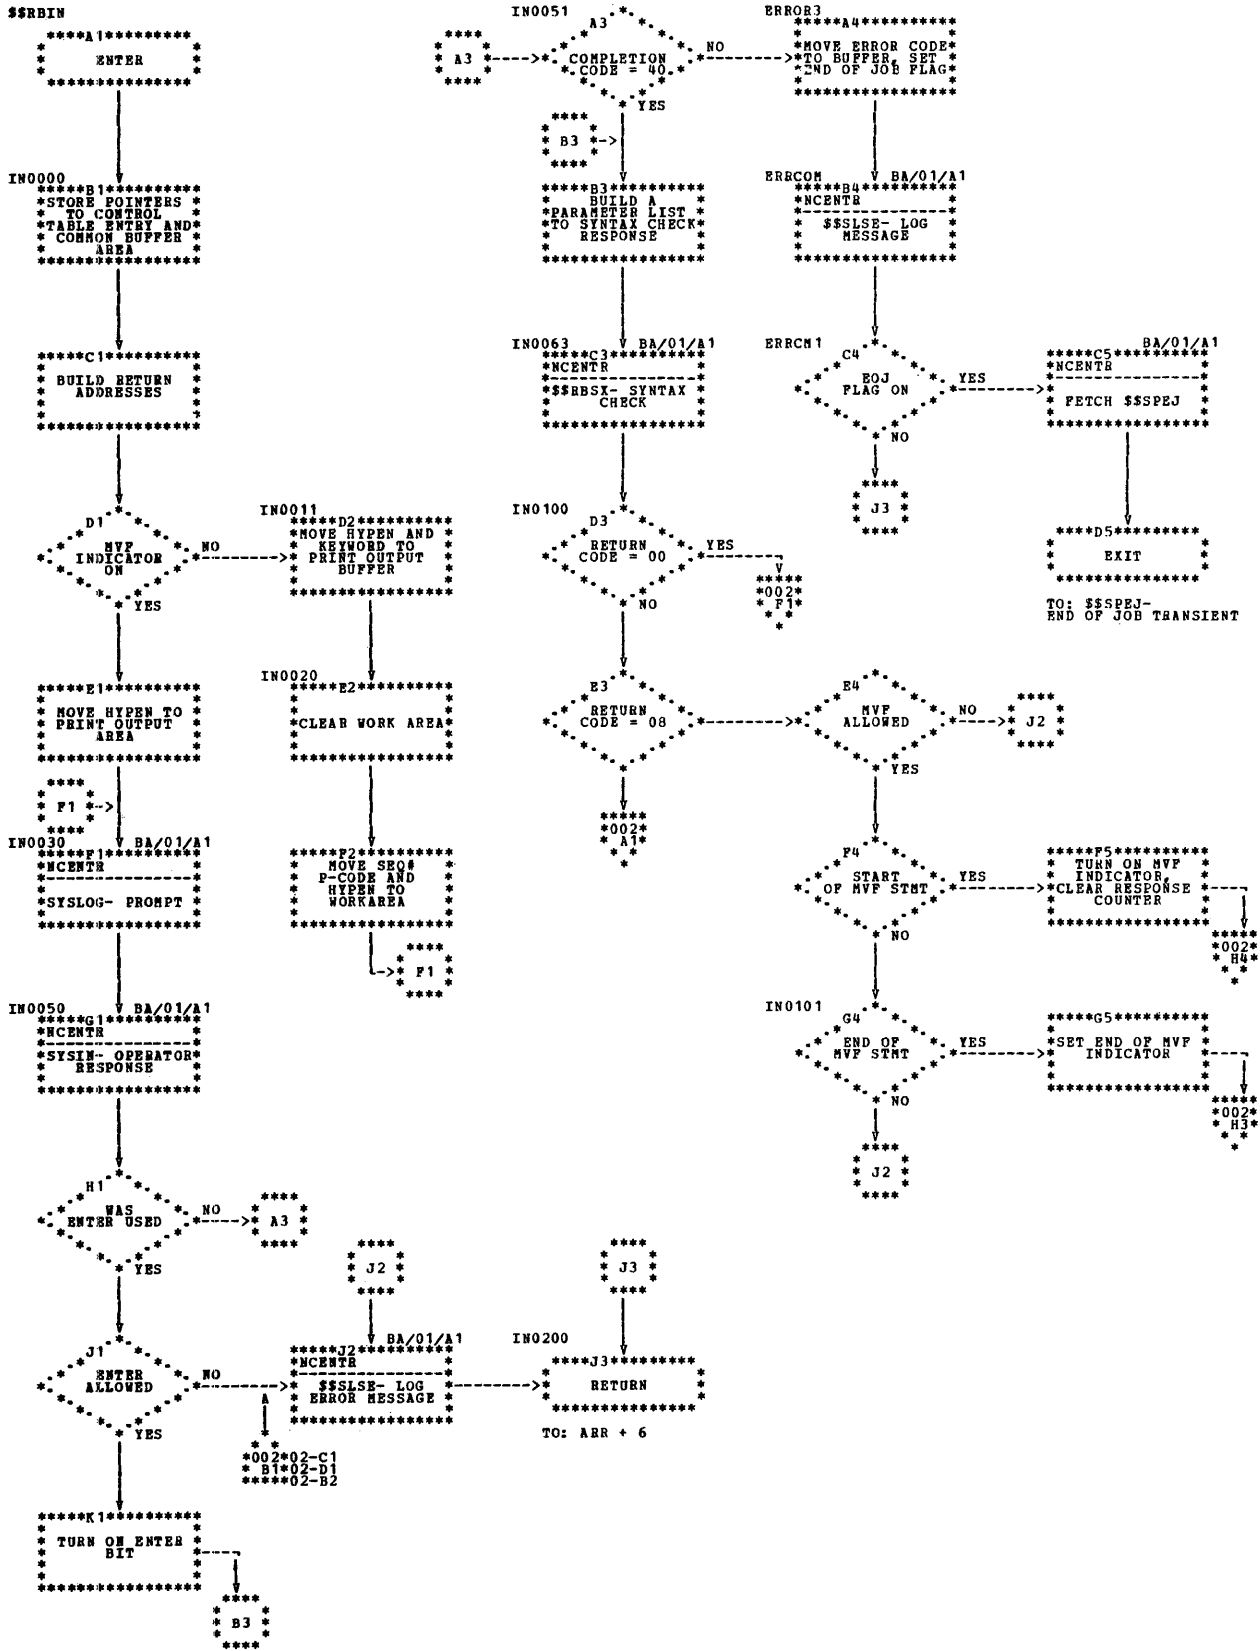 $$RBIN
A1
ENTER
IN0000
B1
STORE POINTERS
TO CONTROL
TABLE ENTRY AND
COMMON BUFFER
AREA
C1
BUILD RETURN
ADDRESSES
D1
MVF
INDICATOR
ON
NO
YES
IN0011
D2
MOVE HYPEN AND
KEYWORD TO
PRINT OUTPUT
BUFFER
E1
MOVE HYPEN TO
PRINT OUTPUT
AREA
IN0020
E2
CLEAR WORK AREA
F1
IN0030
BA/01/A1
F1
NCENTR
SYSLOG- PROMPT
F2
MOVE SEQ#
P-CODE AND
HYPEN TO
WORKAREA
F1
IN0050
BA/01/A1
G1
NCENTR
SYSIN- OPERATOR
RESPONSE
H1
WAS
ENTER USED
NO
A3
YES
J1
ENTER
ALLOWED
NO
YES
J2
BA/01/A1
J2
NCENTR
$$SLSE- LOG
ERROR MESSAGE
A
*002*02-C1
B1*02-D1
*****02-B2
J3
IN0200
J3
RETURN
TO: ARR + 6
K1
TURN ON ENTER
BIT
B3
IN0051
A3
A3
COMPLETION
CODE = 40
NO
YES
ERROR3
A4
MOVE ERROR CODE
TO BUFFER, SET
END OF JOB FLAG
B3
B3
BUILD A
PARAMETER LIST
TO SYNTAX CHECK
RESPONSE
ERRCOM
BA/01/A1
B4
NCENTR
$$SLSE- LOG
MESSAGE
IN0063
BA/01/A1
C3
NCENTR
$$RBSX- SYNTAX
CHECK
ERRCM1
C4
EOJ
FLAG ON
YES
NO
J3
BA/01/A1
C5
NCENTR
FETCH $$SPEJ
D5
EXIT
TO: $$SPEJ-
END OF JOB TRANSIENT
IN0100
D3
RETURN
CODE = 00
YES
002
F1
NO
E3
RETURN
CODE = 08
002
A1
E4
MVF
ALLOWED
NO
J2
YES
F4
START
OF MVF STMT
YES
NO
F5
TURN ON MVF
INDICATOR,
CLEAR RESPONSE
COUNTER
002
H4
IN0101
G4
END OF
MVF STMT
YES
NO
G5
SET END OF MVF
INDICATOR
002
H3
J2